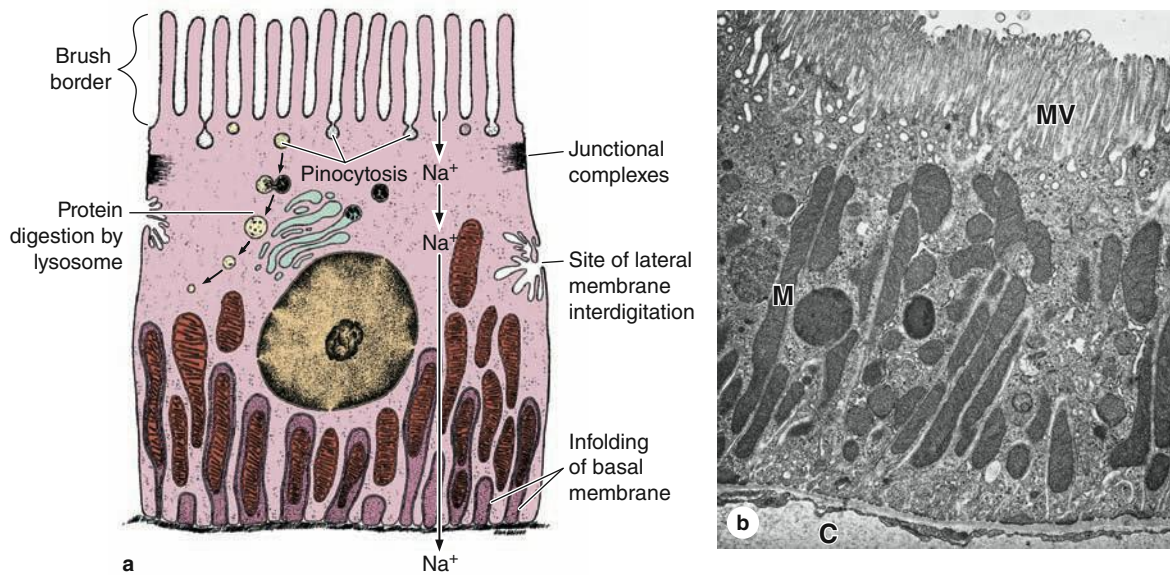 Brush
border
Pinocytosis
Na+
Junctional
complexes
Protein
digestion by
lysosome
Na+
Site of lateral
membrane
interdigitation
Infolding
of basal
membrane
a
Na+
MV
M
b
C